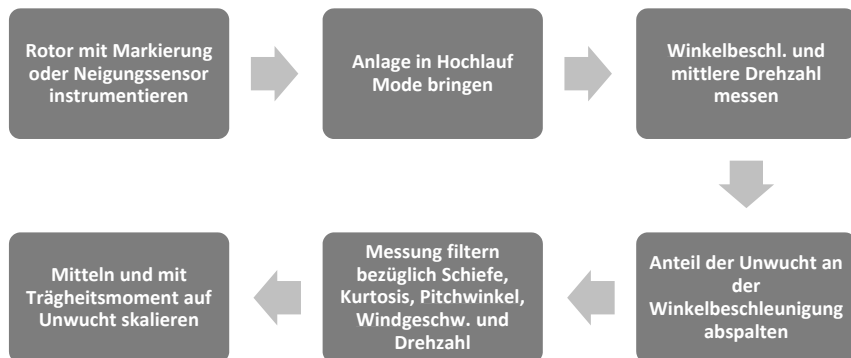 Rotor mit Markierung
oder Neigungssensor
instrumentieren
Anlage in Hochlauf
Mode bringen
Winkelbeschl. und
mittlere Drehzahl
messen
Anteil der Unwucht an
der
Winkelbeschleunigung
abspalten
Messung filtern
bezüglich Schiefe,
Kurtosis, Pitchwinkel,
Windgeschw. und
Drehzahl
Mitteln und mit
Trägheitsmoment auf
Unwucht skalieren